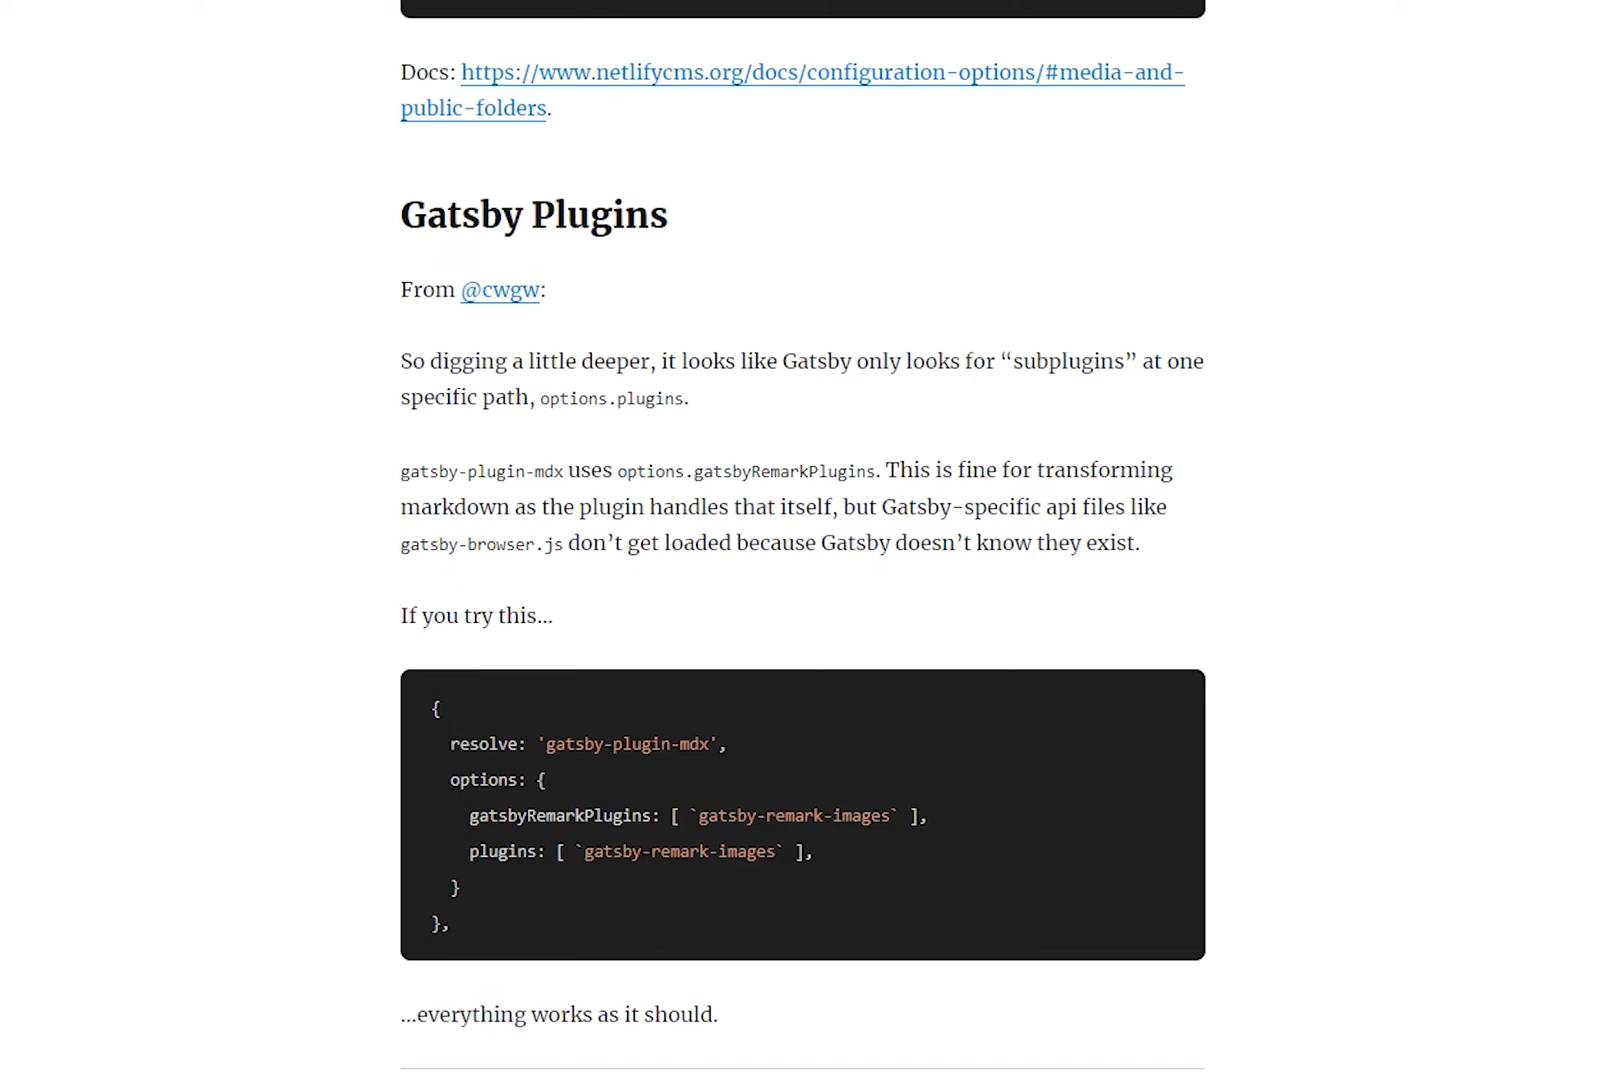 Docs: https://www.netlifycms.org/docs/configuration-options/#media-and-
public-folders.
Gatsby Plugins
From @cwgw:
So digging a little deeper, it looks like Gatsby only looks for “subplugins” at one
specific path, options.plugins.
gatsby-plugin-mdx uses options.gatsbyRemarkPlugins. This is fine for transforming
markdown as the plugin handles that itself, but Gatsby-specific api files like
gatsby-browser.js don’t get loaded because Gatsby doesn’t know they exist.
If you try this…
{
  resolve: 'gatsby-plugin-mdx',
  options: {
    gatsbyRemarkPlugins: [ `gatsby-remark-images` ],
    plugins: [ `gatsby-remark-images` ],
  }
},
…everything works as it should.